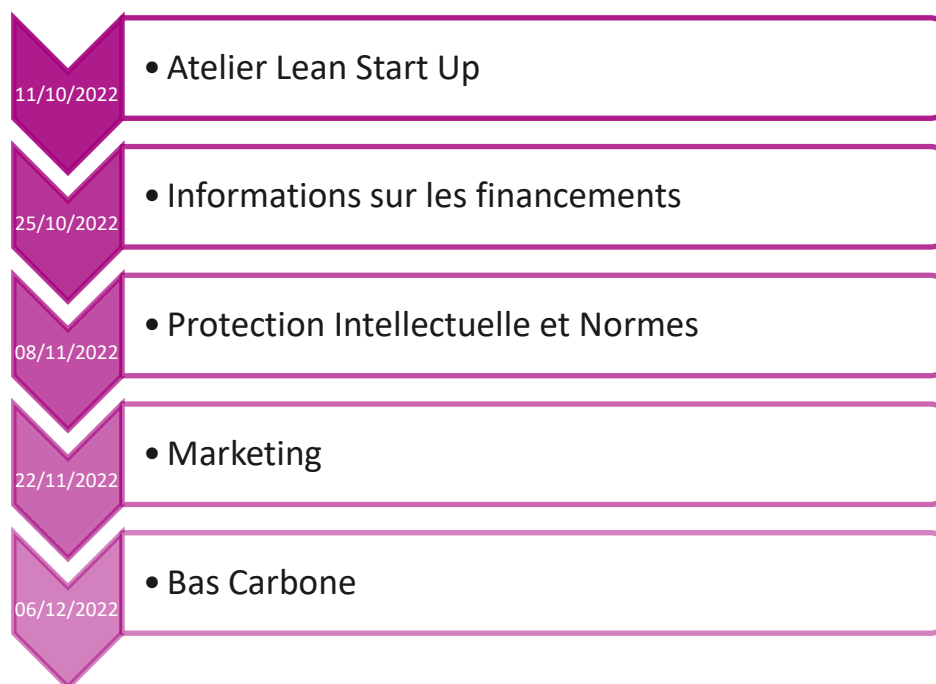 11/10/2022
• Atelier Lean Start Up
25/10/2022
• Informations sur les financements
08/11/2022
• Protection Intellectuelle et Normes
22/11/2022
• Marketing
06/12/2022
• Bas Carbone